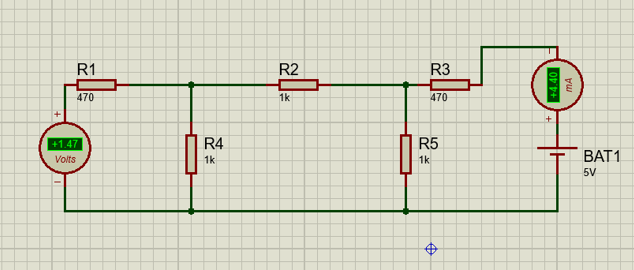 R1
470
R2
1k
R3
470
+4.40
mA
+
+1.47
Volts
R4
1k
R5
1k
+
BAT1
5V